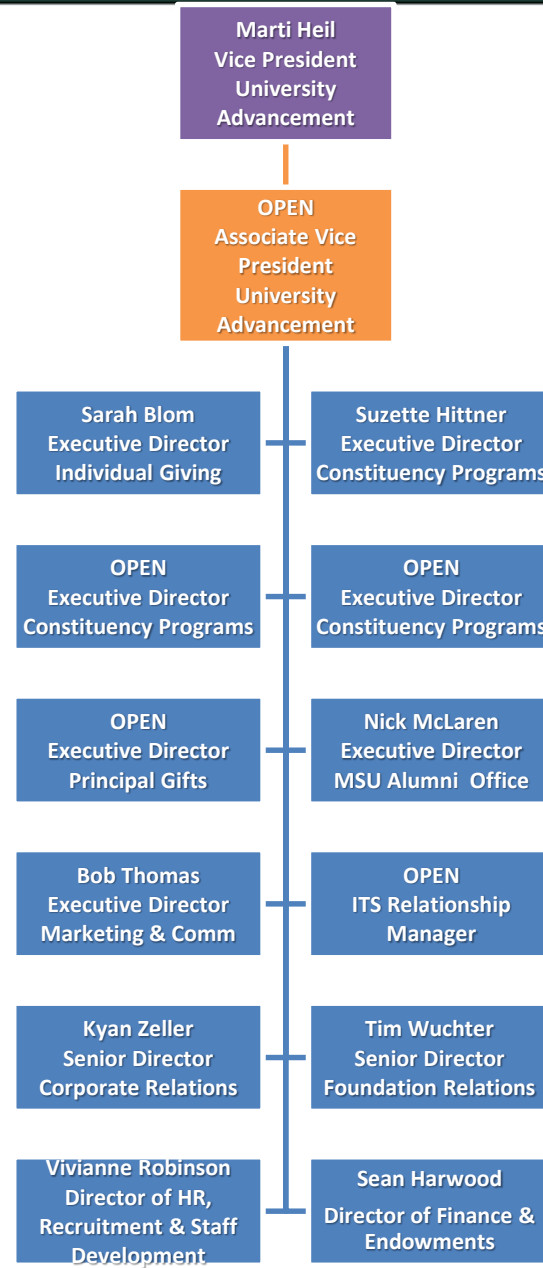 Marti Heil
Vice President
University
Advancement
OPEN
Associate Vice
President
University
Advancement
Sarah Blom
Executive Director
Individual Giving
Suzette Hittner
Executive Director
Constituency Programs
OPEN
Executive Director
Constituency Programs
OPEN
Executive Director
Constituency Programs
OPEN
Executive Director
Principal Gifts
Nick McLaren
Executive Director
MSU Alumni Office
Bob Thomas
Executive Director
Marketing & Comm
OPEN
ITS Relationship
Manager
Kyan Zeller
Senior Director
Corporate Relations
Tim Wuchter
Senior Director
Foundation Relations
Vivianne Robinson
Director of HR,
Recruitment & Staff
Development
Sean Harwood
Director of Finance &
Endowments